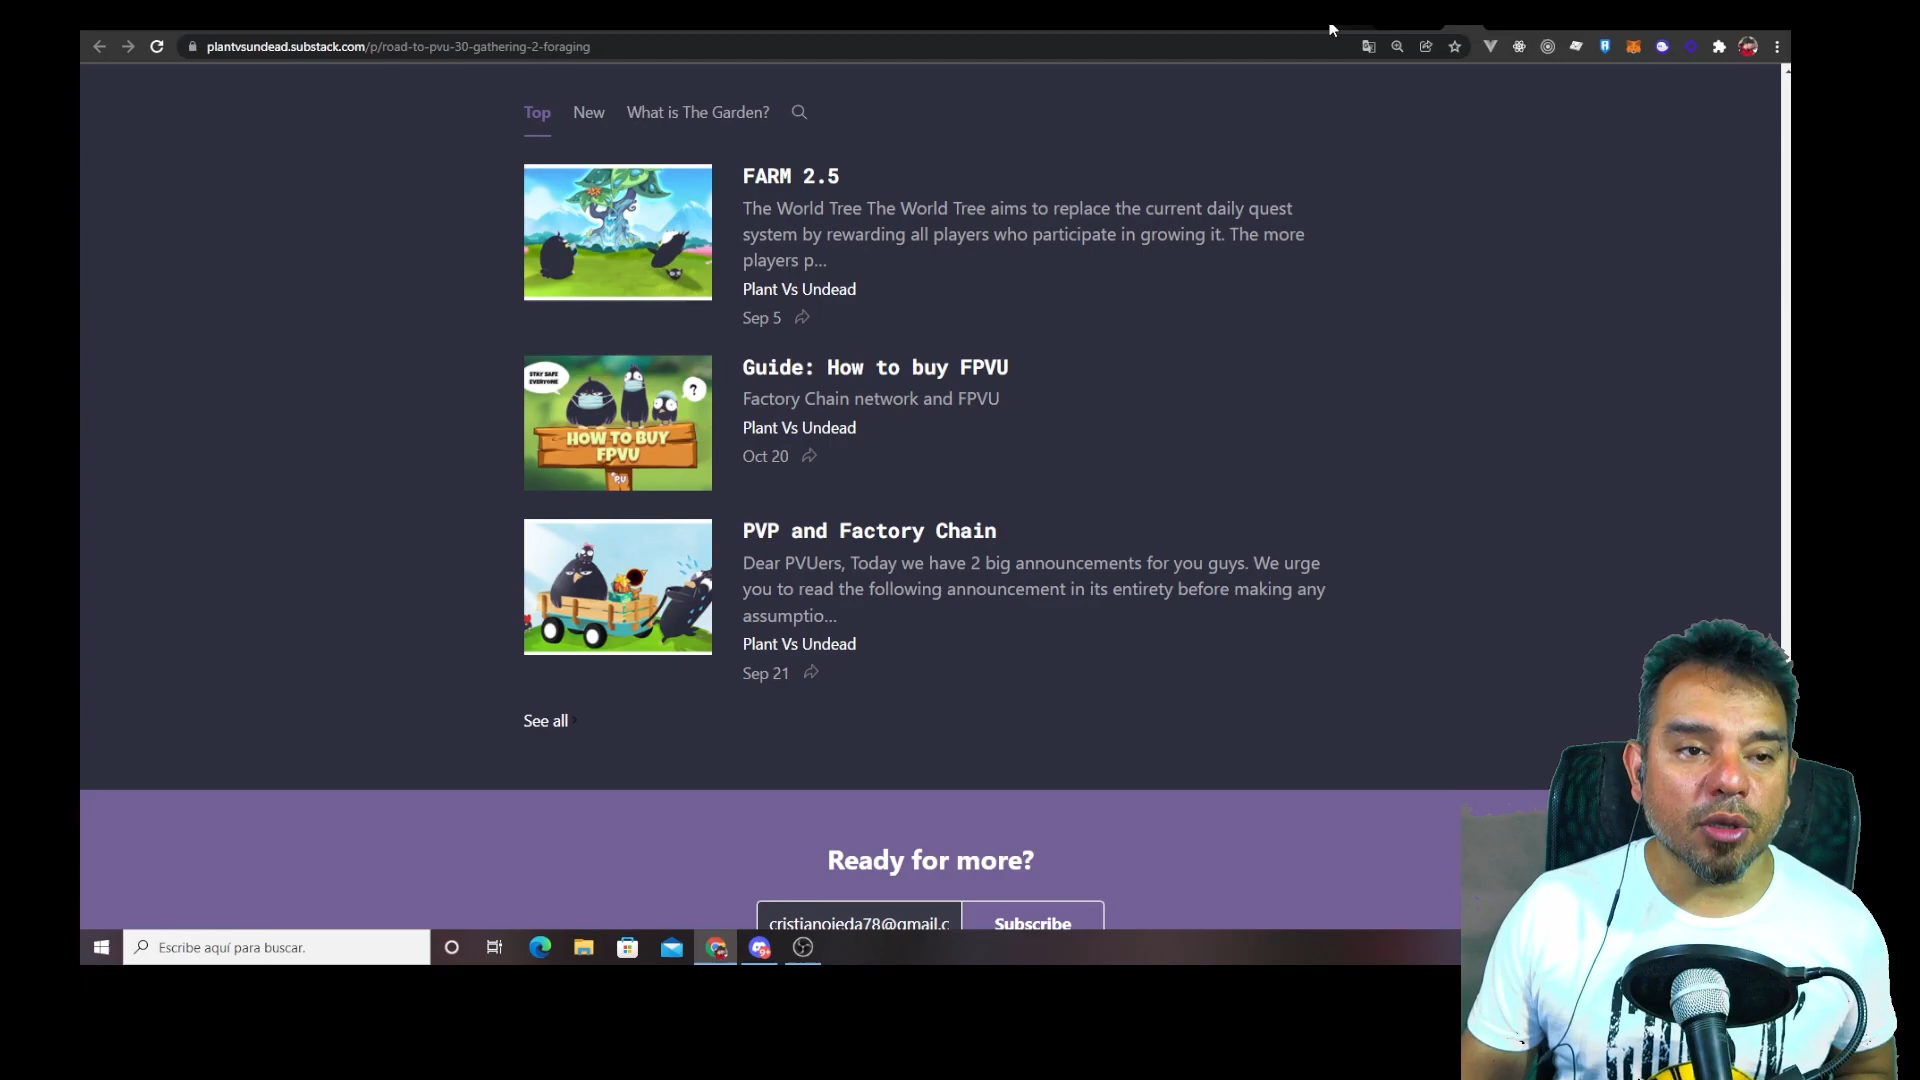 plantvsundead.substack.com/p/road-to-pvu-30-gathering-2-foraging
Top New What is The Garden?
FARM 2.5
The World Tree The World Tree aims to replace the current daily quest
system by rewarding all players who participate in growing it. The more
players p...
Plant Vs Undead
Sep 5
STAY SAFE
EVERYONE
?
HOW TO BUY
FPVU
PVU
Guide: How to buy FPVU
Factory Chain network and FPVU
Plant Vs Undead
Oct 20
PVP and Factory Chain
Dear PVUers, Today we have 2 big announcements for you guys. We urge
you to read the following announcement in its entirety before making any
assumptio...
Plant Vs Undead
Sep 21
See all
Ready for more?
cristianojeda78@gmail.c
Subscribe
Escribe aquí para buscar.